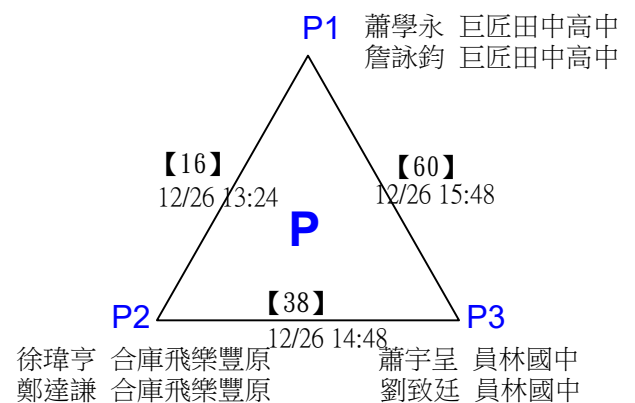 P1 蕭學永 巨匠田中高中
詹詠鈞 巨匠田中高中
【16】
12/26 13:24
【60】
12/26 15:48
P
【38】
12/26 14:48
P2
P3
徐瑋亨 合庫飛樂豐原
鄭達謙 合庫飛樂豐原
蕭宇呈 員林國中
劉致廷 員林國中